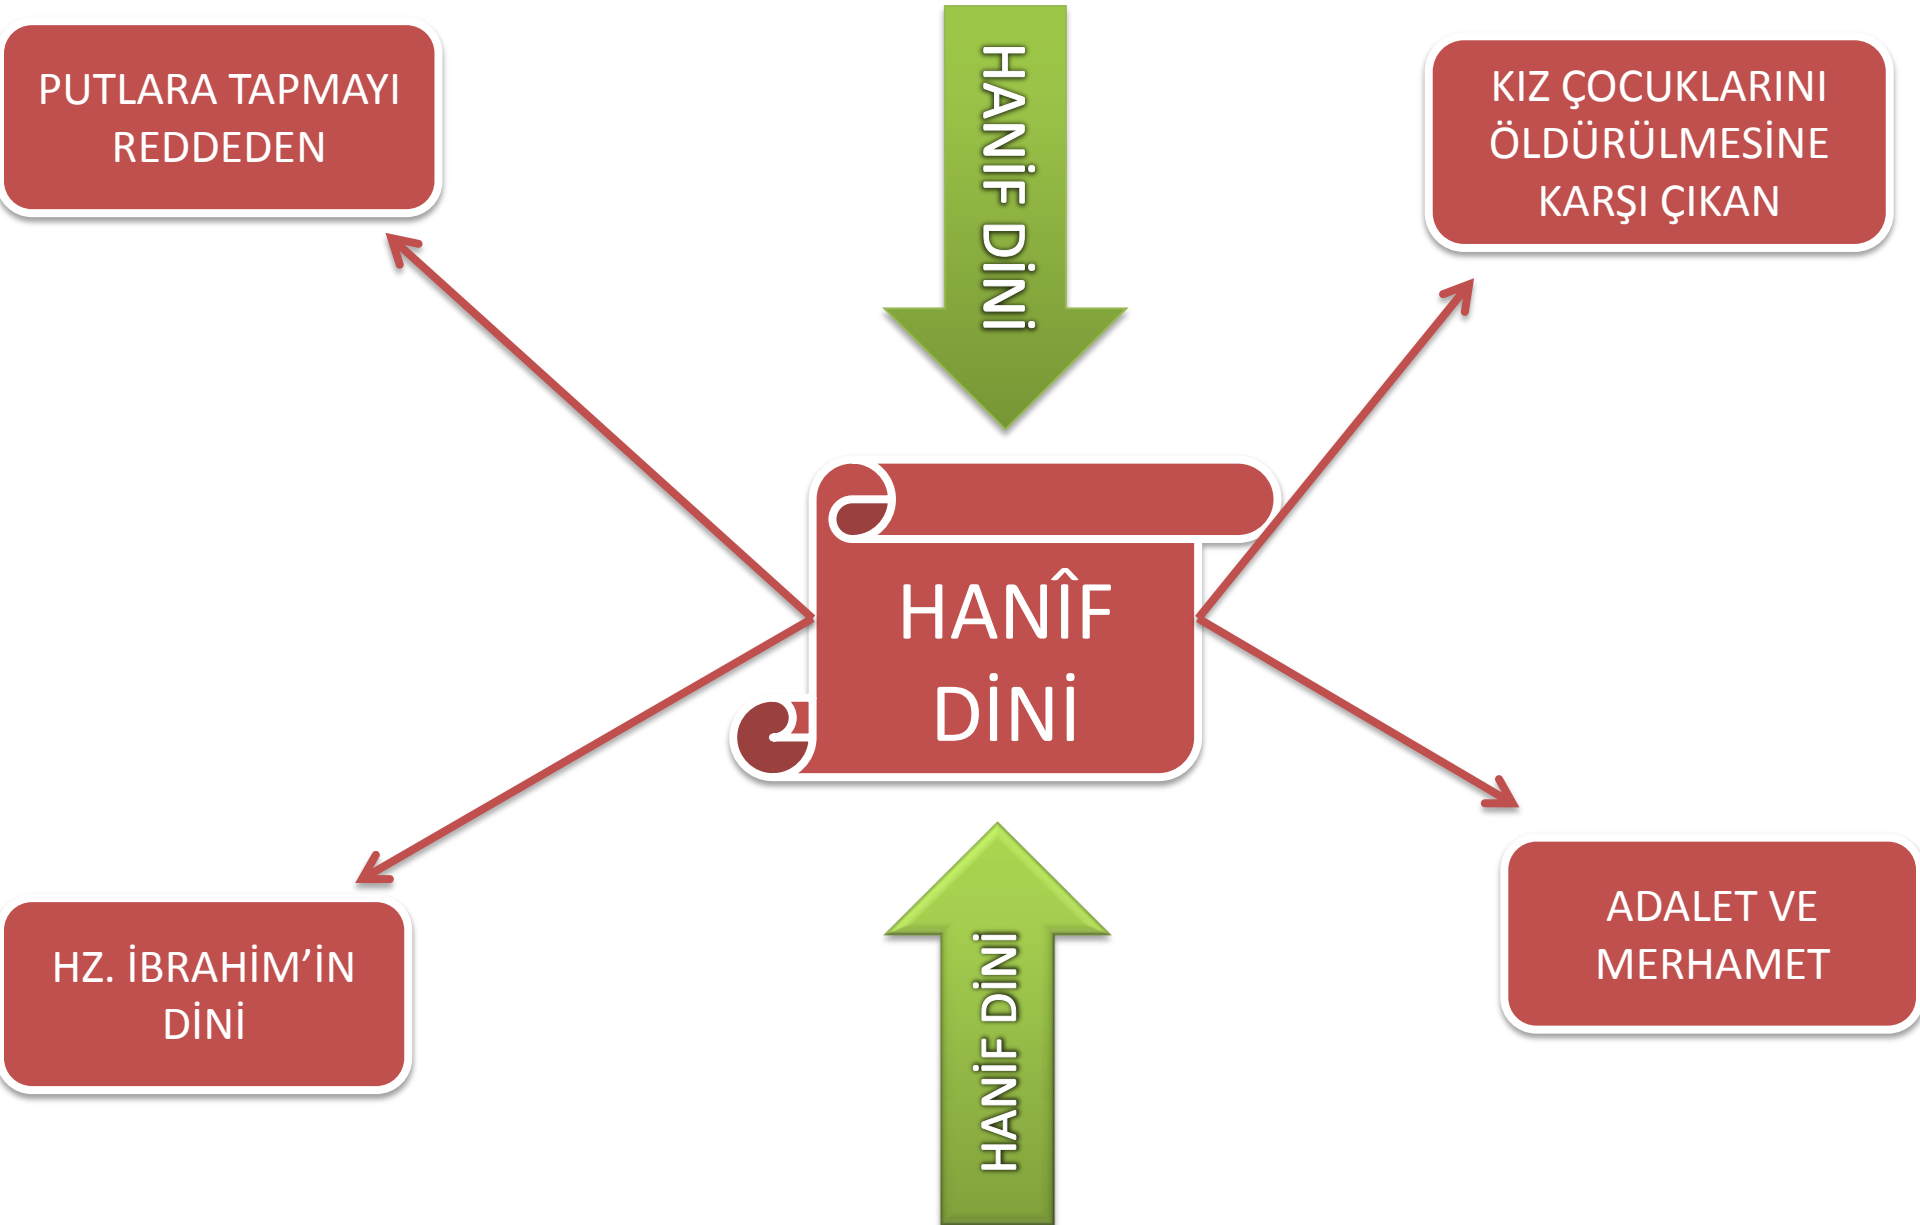 PUTLARA TAPMAYI
REDDEDEN
HANİF DİNİ
KIZ ÇOCUKLARINI
ÖLDÜRÜLMESİNE
KARŞI ÇIKAN
HANÎF
DİNİ
HZ. İBRAHİM’İN
DİNİ
HANİF DİNİ
ADALET VE
MERHAMET